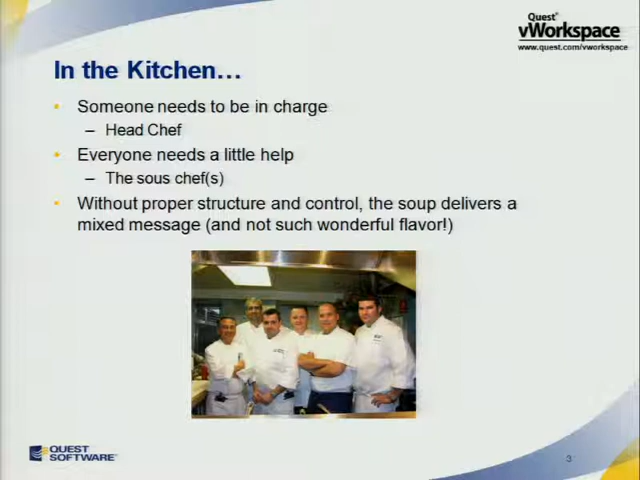 Quest®
vWorkspace
www.quest.com/vworkspace
In the Kitchen…
• Someone needs to be in charge
– Head Chef
• Everyone needs a little help
– The sous chef(s)
• Without proper structure and control, the soup delivers a
mixed message (and not such wonderful flavor!)
QUEST
SOFTWARE
3